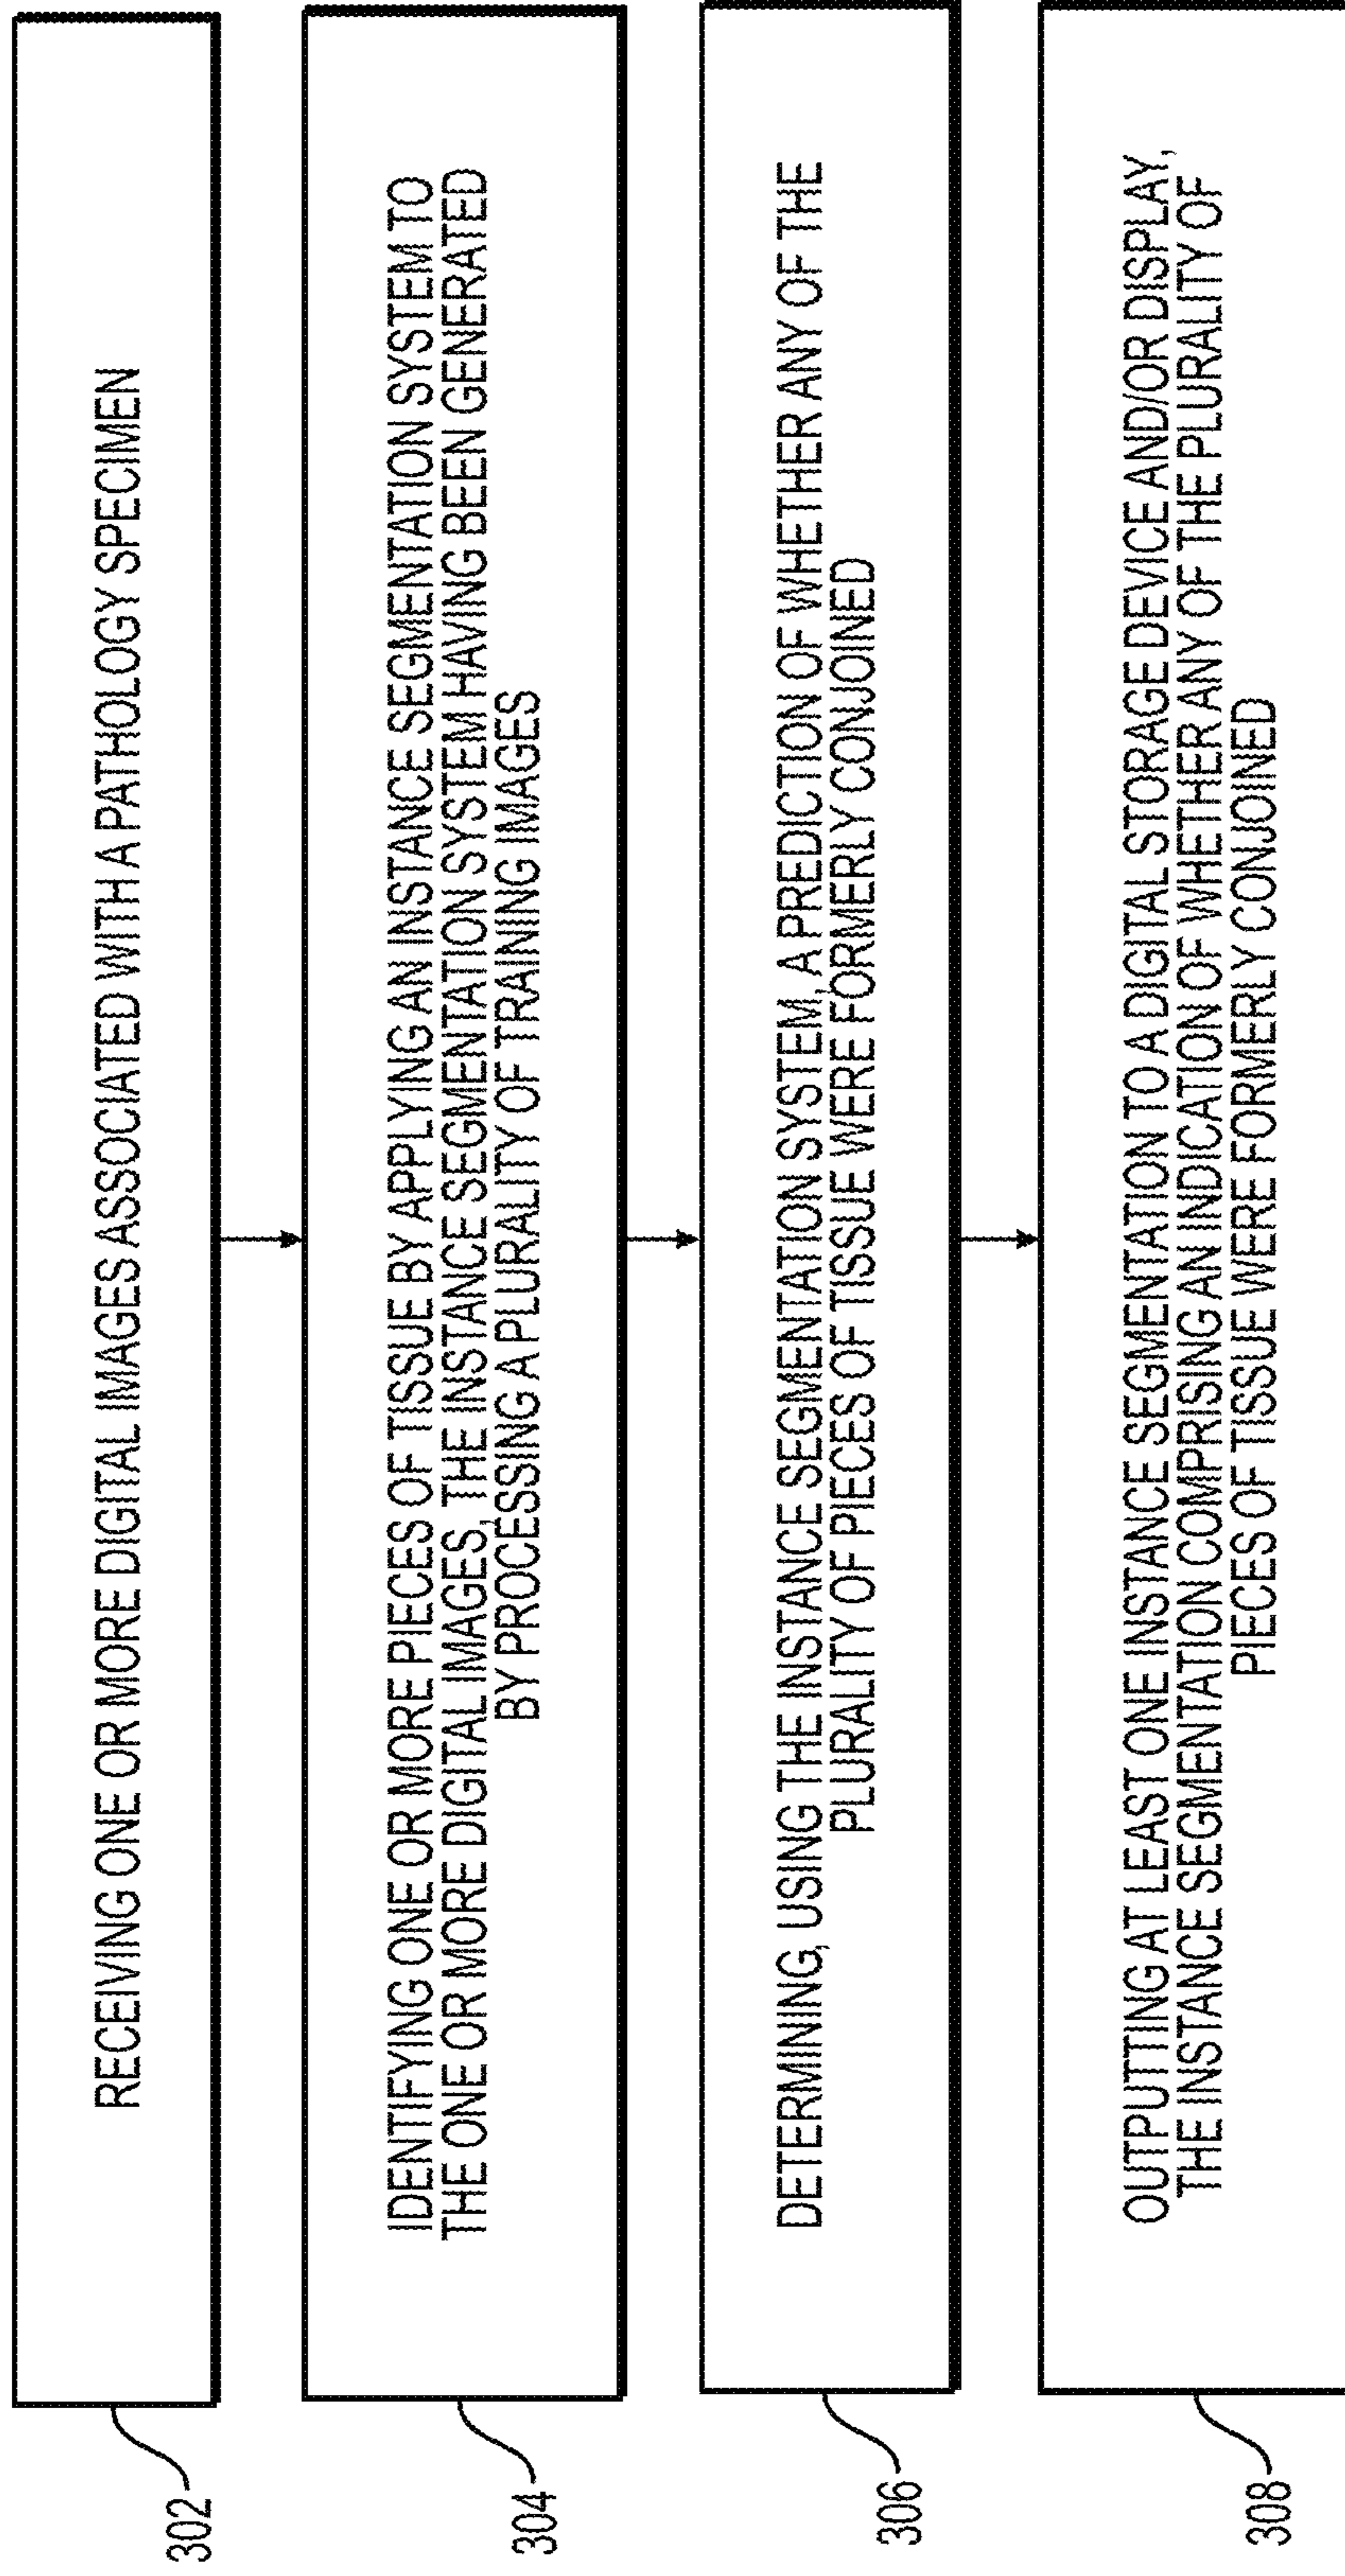 RECEIVING ONE OR MORE DIGITAL IMAGES ASSOCIATED WITH A PATHOLOGY SPECIMEN
302
IDENTIFYING ONE OR MORE PIECES OF TISSUE BY APPLYING AN INSTANCE SEGMENTATION SYSTEM TO
THE ONE OR MORE DIGITAL IMAGES, THE INSTANCE SEGMENTATION SYSTEM HAVING BEEN GENERATED
BY PROCESSING A PLURALITY OF TRAINING IMAGES
304
DETERMINING, USING THE INSTANCE SEGMENTATION SYSTEM, A PREDICTION OF WHETHER ANY OF THE
PLURALITY OF PIECES OF TISSUE WERE FORMERLY CONJOINED
306
OUTPUTTING AT LEAST ONE INSTANCE SEGMENTATION TO A DIGITAL STORAGE DEVICE AND/OR DISPLAY,
THE INSTANCE SEGMENTATION COMPRISING AN INDICATION OF WHETHER ANY OF THE PLURALITY OF
PIECES OF TISSUE WERE FORMERLY CONJOINED
308